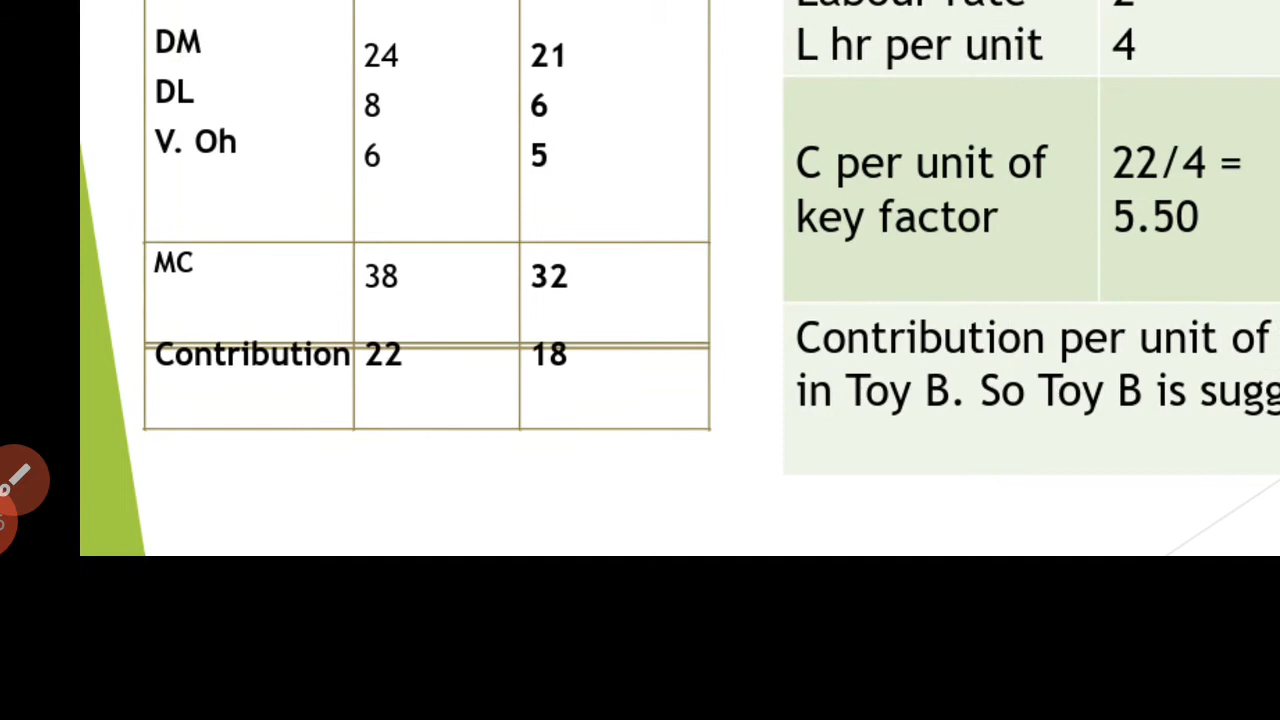 DM 24 21
DL 8 6
V. Oh 6 5
MC 38 32
Contribution 22 18
L hr per unit 4
C per unit of 22/4 =
key factor 5.50
Contribution per unit of
in Toy B. So Toy B is